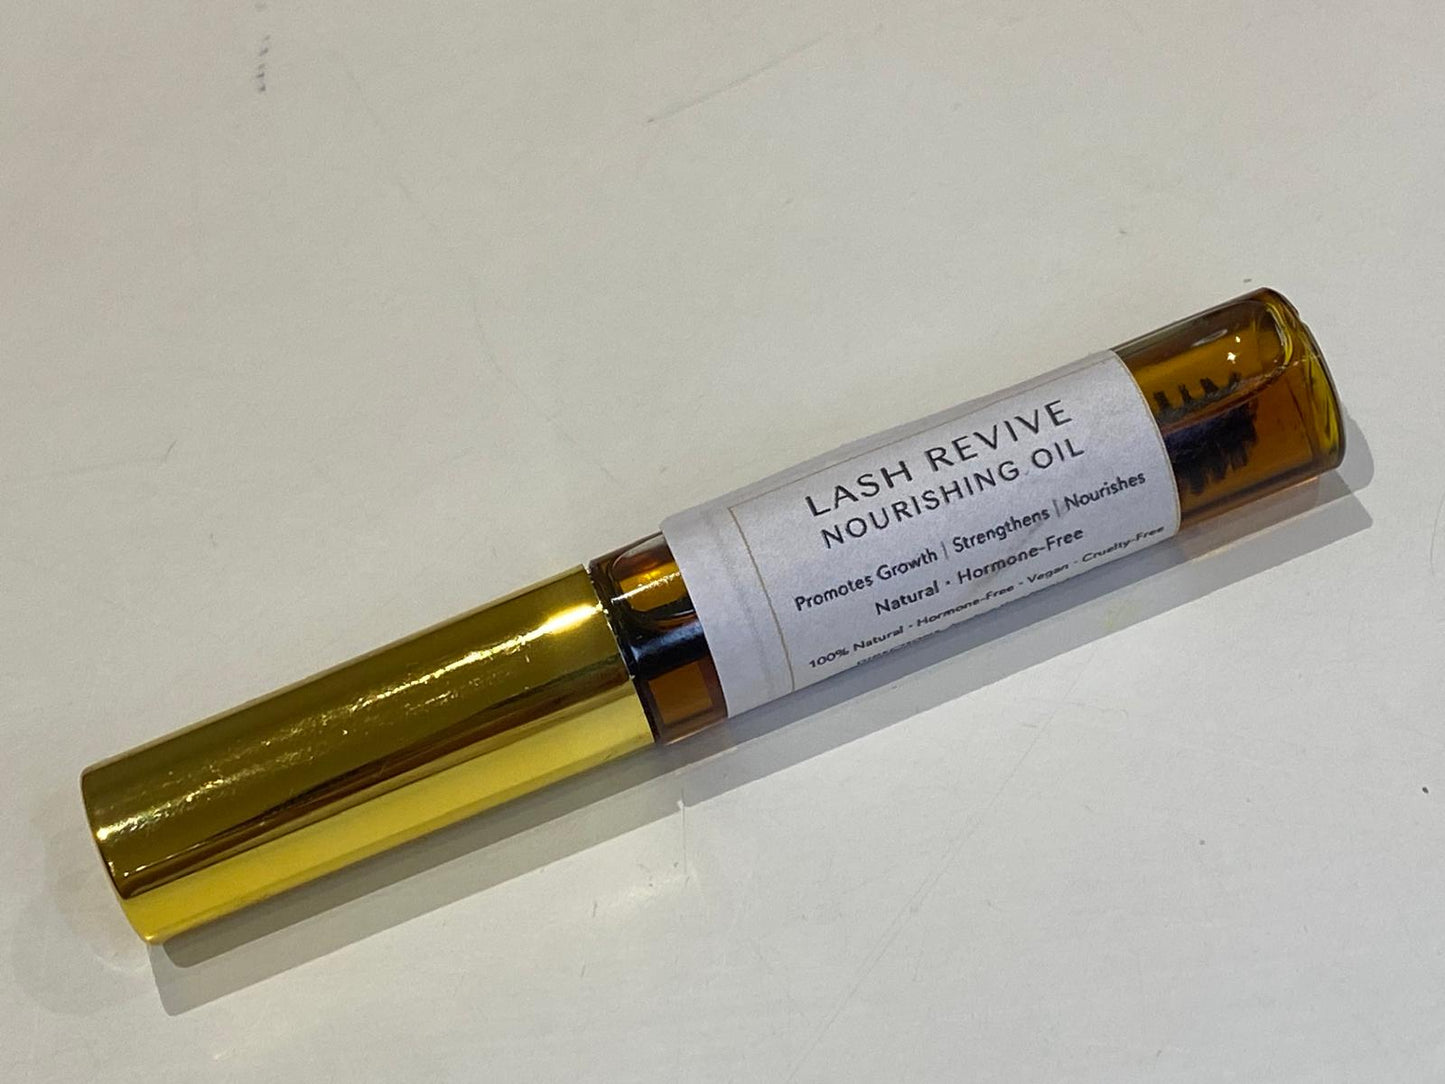 LASH REVIVE
NOURISHING OIL
Promotes Growth | Strengthens | Nourishes
Natural · Hormone-Free
100% Natural · Hormone-Free · Vegan · Cruelty-Free